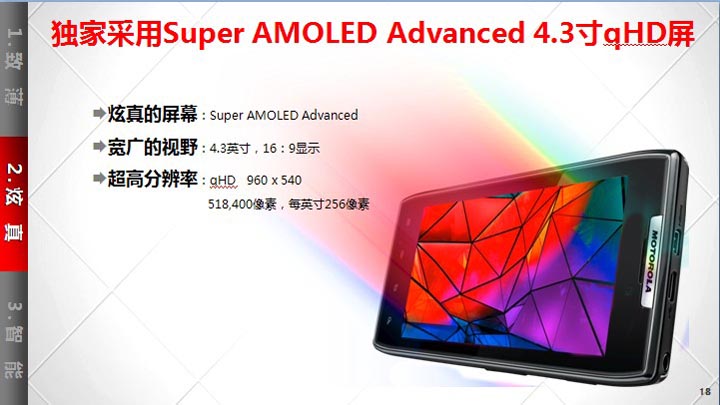 独家采用Super AMOLED Advanced 4.3寸qHD屏
1.致 薄
2.炫 真
3.智 能
炫真的屏幕：Super AMOLED Advanced
宽广的视野：4.3英寸，16：9显示
超高分辨率：qHD 960 x 540
518,400像素，每英寸256像素
MOTOROLA
18